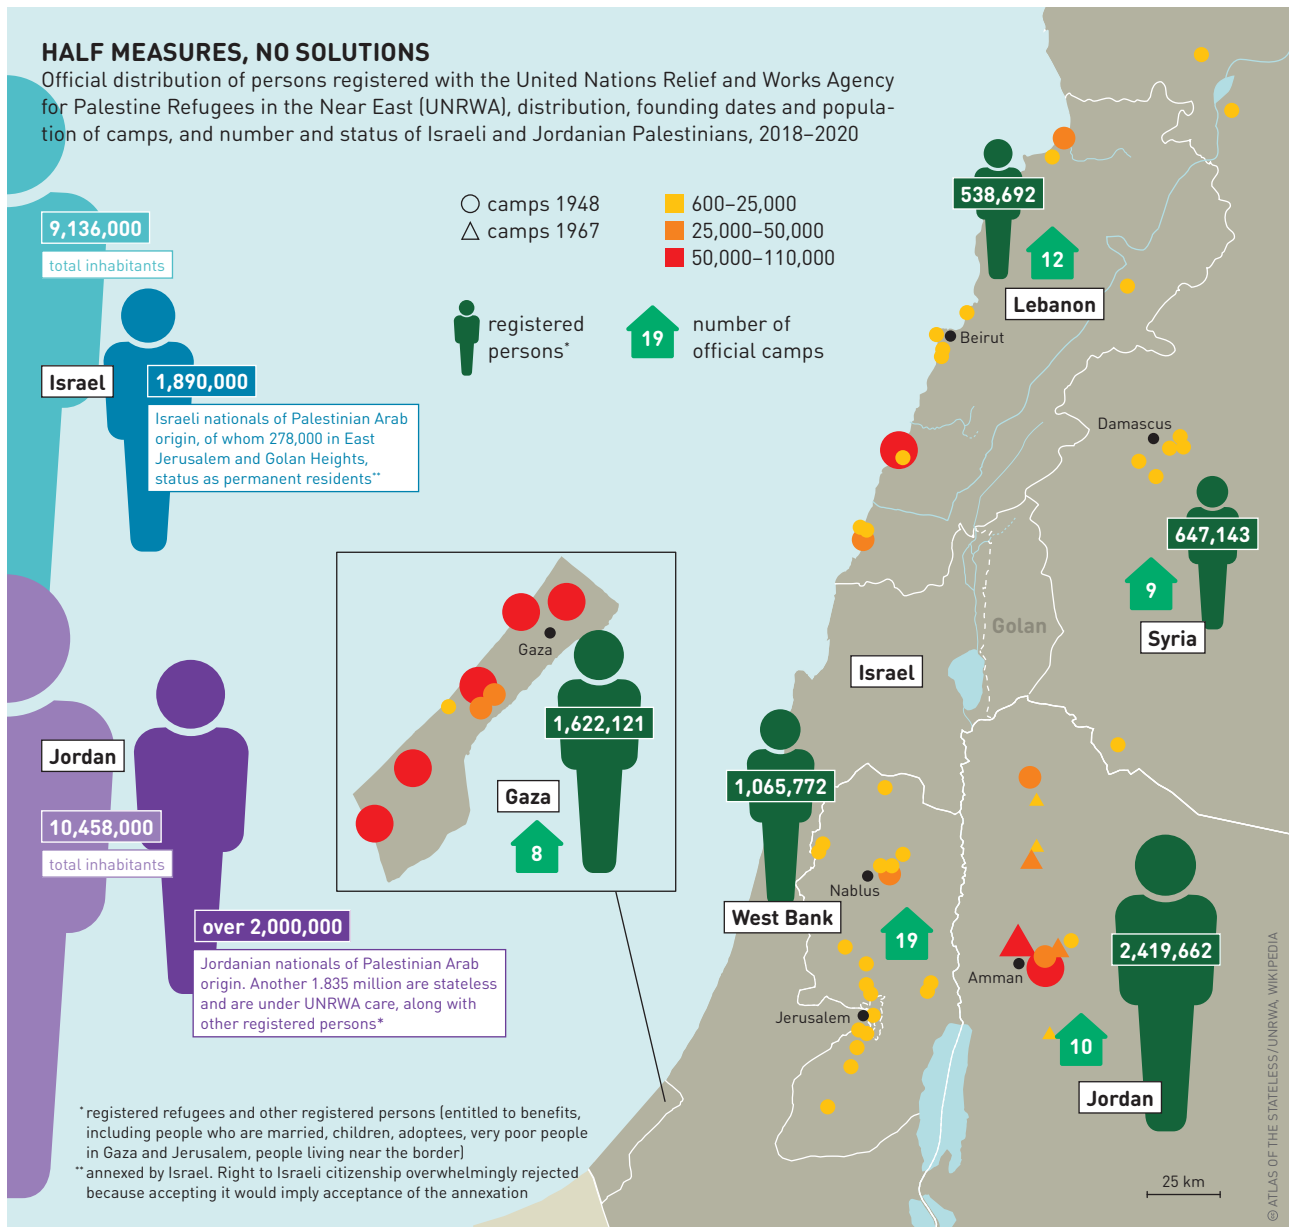 HALF MEASURES, NO SOLUTIONS
Official distribution of persons registered with the United Nations Relief and Works Agency
for Palestine Refugees in the Near East (UNRWA), distribution, founding dates and popula-
tion of camps, and number and status of Israeli and Jordanian Palestinians, 2018–2020
9,136,000
total inhabitants
Israel
1,890,000
Israeli nationals of Palestinian Arab
origin, of whom 278,000 in East
Jerusalem and Golan Heights,
status as permanent residents**
camps 1948
camps 1967
600–25,000
25,000–50,000
50,000–110,000
registered
persons*
19
number of
official camps
538,692
12
Lebanon
Beirut
Damascus
647,143
9
Syria
Golan
Israel
Gaza
1,622,121
Gaza
8
1,065,772
Nablus
West Bank
19
Jerusalem
Amman
2,419,662
10
Jordan
Jordan
10,458,000
total inhabitants
over 2,000,000
Jordanian nationals of Palestinian Arab
origin. Another 1.835 million are stateless
and are under UNRWA care, along with
other registered persons*
* registered refugees and other registered persons (entitled to benefits,
including people who are married, children, adoptees, very poor people
in Gaza and Jerusalem, people living near the border)
** annexed by Israel. Right to Israeli citizenship overwhelmingly rejected
because accepting it would imply acceptance of the annexation
25 km
🄯 ATLAS OF THE STATELESS / UNRWA, WIKIPEDIA